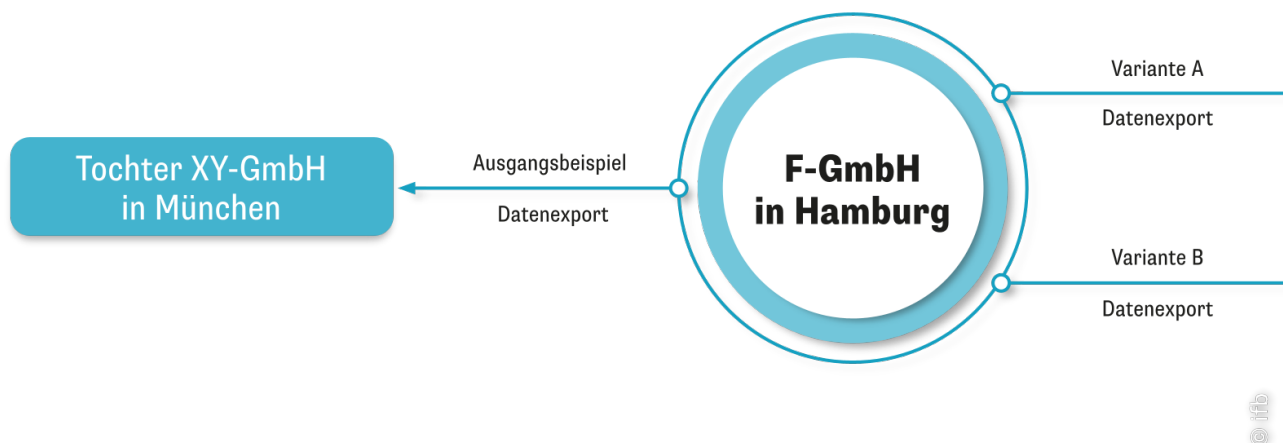 Tochter XY-GmbH
in München
Ausgangsbeispiel
Datenexport
F-GmbH
in Hamburg
Variante A
Datenexport
Variante B
Datenexport
© ifb